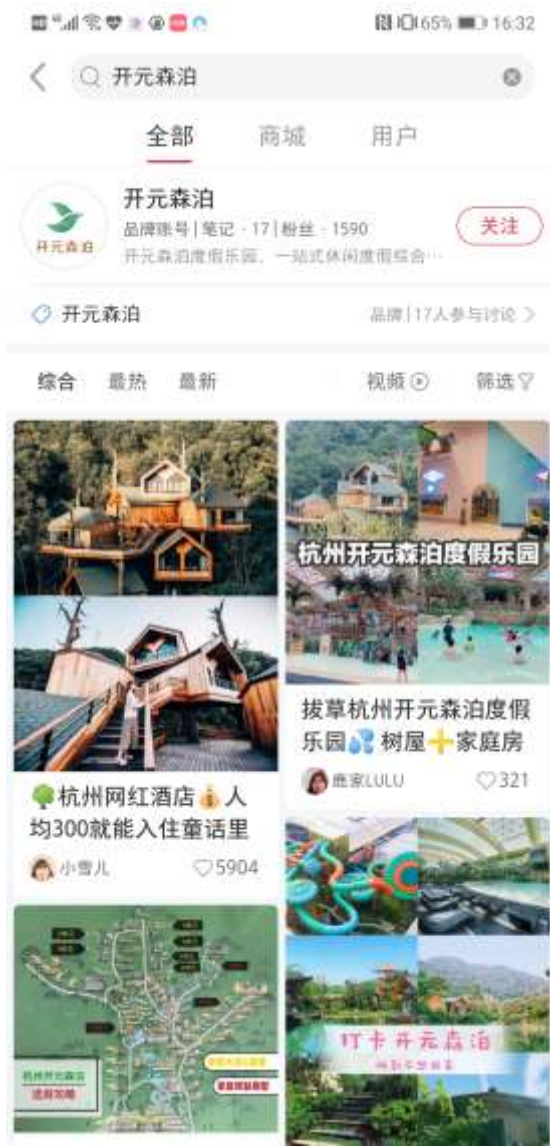 65% 16:32
开元森泊
全部 商城 用户
开元森泊
品牌账号 | 笔记 · 17 | 粉丝 · 1590
关注
开元森泊度假乐园，一站式休闲度假综合…
开元森泊
开元森泊
品牌 | 17人参与讨论
综合 最热 最新 视频 筛选
杭州开元森泊度假乐园
拔草杭州开元森泊度假
乐园💦 树屋➕家庭房
鹿家LULU 321
🌳杭州网红酒店💰人
均300就能入住童话里
小雪儿 5904
杭州开元森泊
打卡开元森泊